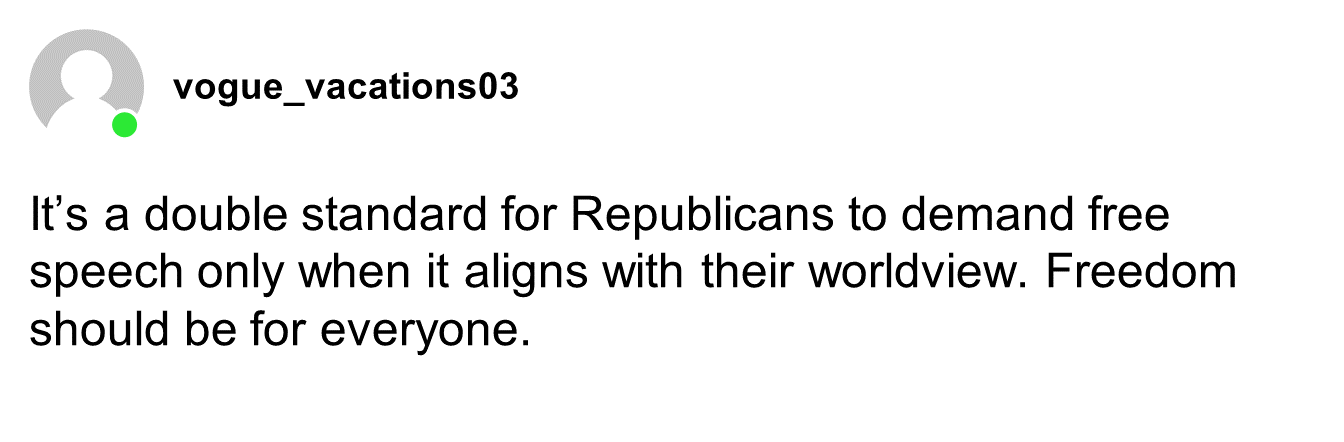 vogue_vacations03
It’s a double standard for Republicans to demand free
speech only when it aligns with their worldview. Freedom
should be for everyone.